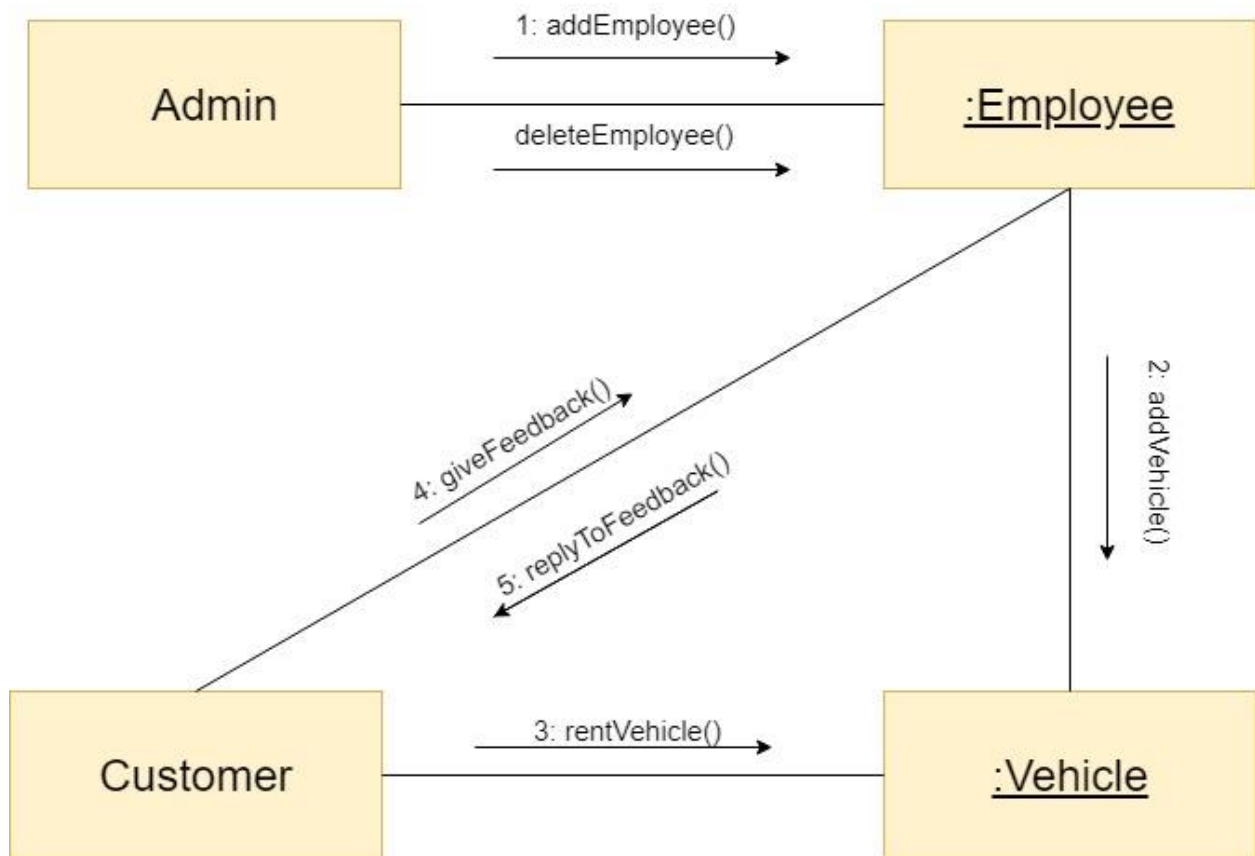 1: addEmployee()
Admin
:Employee
deleteEmployee()
2: addVehicle()
4: giveFeedback()
5: replyToFeedback()
3: rentVehicle()
Customer
:Vehicle